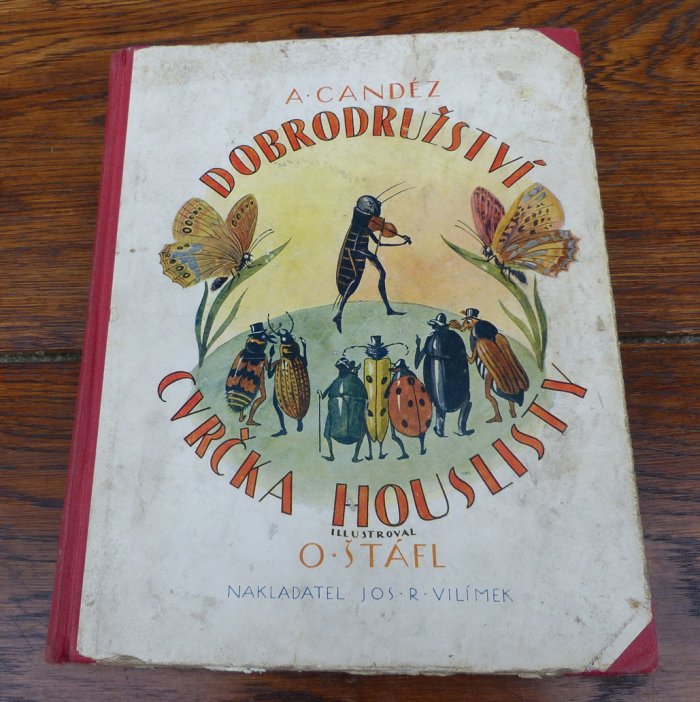 A·CANDÉZ
DOBRODRUŽSTVÍ
CVRČKA HOUSLISTY
ILLUSTROVAL
O·ŠTÁFL
NAKLADATEL JOS·R·VILÍMEK